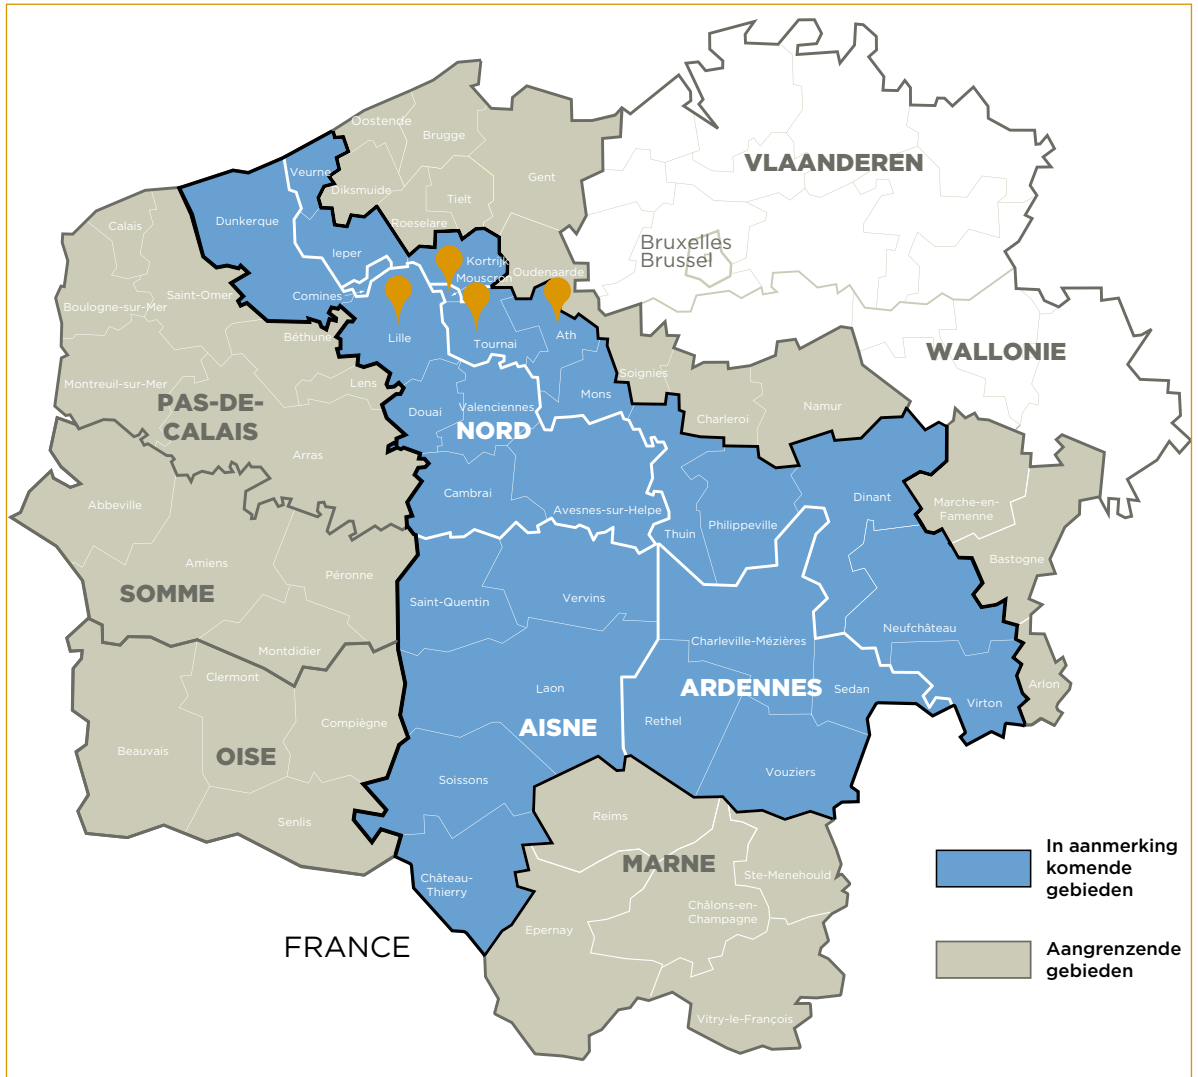 Oostende
Brugge
Gent
VLAANDEREN
Veurne
Diksmuide
Tielt
Roeselare
Calais
Dunkerque
Ieper
Kortrijk
Bruxelles
Brussel
Mouscron
Oudenaarde
Saint-Omer
Comines
Boulogne-sur-Mer
Béthune
Lille
Tournai
Ath
WALLONIE
Montreuil-sur-Mer
Lens
Soignies
PAS-DE-
CALAIS
Douai
Valenciennes
Mons
NORD
Charleroi
Namur
Arras
Abbeville
Cambrai
Avesnes-sur-Helpe
Thuin
Philippeville
Dinant
Marche-en-
Famenne
Amiens
Péronne
Bastogne
SOMME
Saint-Quentin
Vervins
Neufchâteau
Montdidier
Charleville-Mézières
Clermont
Laon
ARDENNES
Sedan
Arlon
Virton
Compiègne
Rethel
AISNE
Beauvais
OISE
Soissons
Vouziers
Senlis
Reims
MARNE
Ste-Menehould
Château-
Thierry
Châlons-en-
Champagne
Epernay
FRANCE
Vitry-le-François
In aanmerking
komende
gebieden
Aangrenzende
gebieden